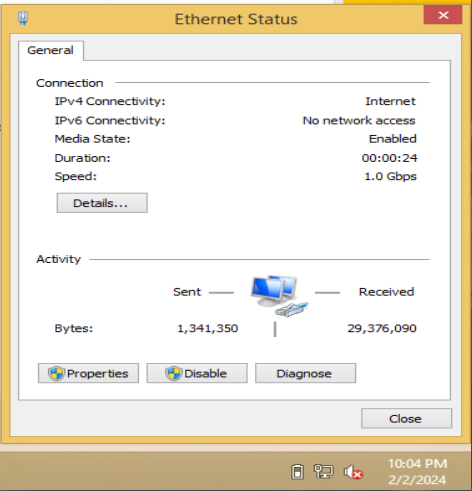 Ethernet Status
General
Connection
IPv4 Connectivity: Internet
IPv6 Connectivity: No network access
Media State: Enabled
Duration: 00:00:24
Speed: 1.0 Gbps
Details...
Activity
Sent Received
Bytes: 1,341,350 29,376,090
Properties Disable Diagnose
Close
10:04 PM
2/2/2024